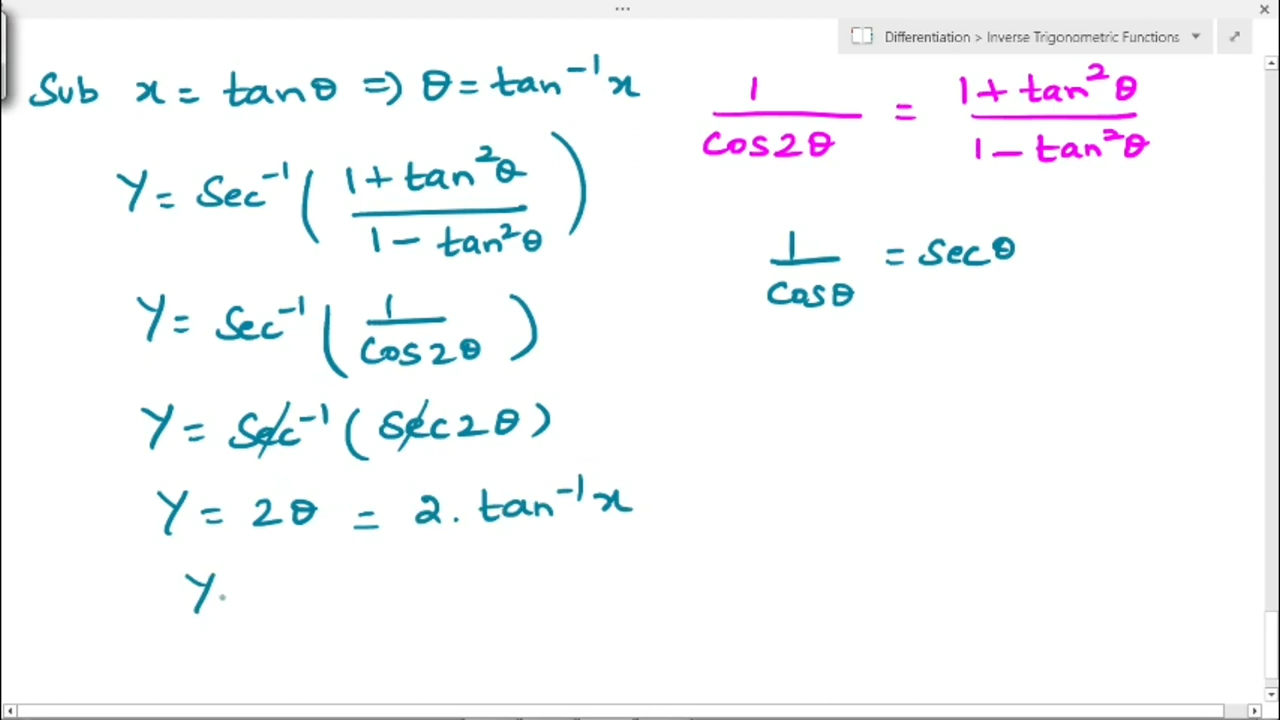 Differentiation > Inverse Trigonometric Functions
Sub x = tanθ => θ = tan⁻¹x
Y = Sec⁻¹ ( (1 + tan²θ) / (1 − tan²θ) )
Y = Sec⁻¹ ( 1 / Cos2θ )
Y = Sec⁻¹ ( Sec2θ )
Y = 2θ = 2 . tan⁻¹x
Y
1 / Cos2θ = (1 + tan²θ) / (1 − tan²θ)
1 / Cosθ = Secθ